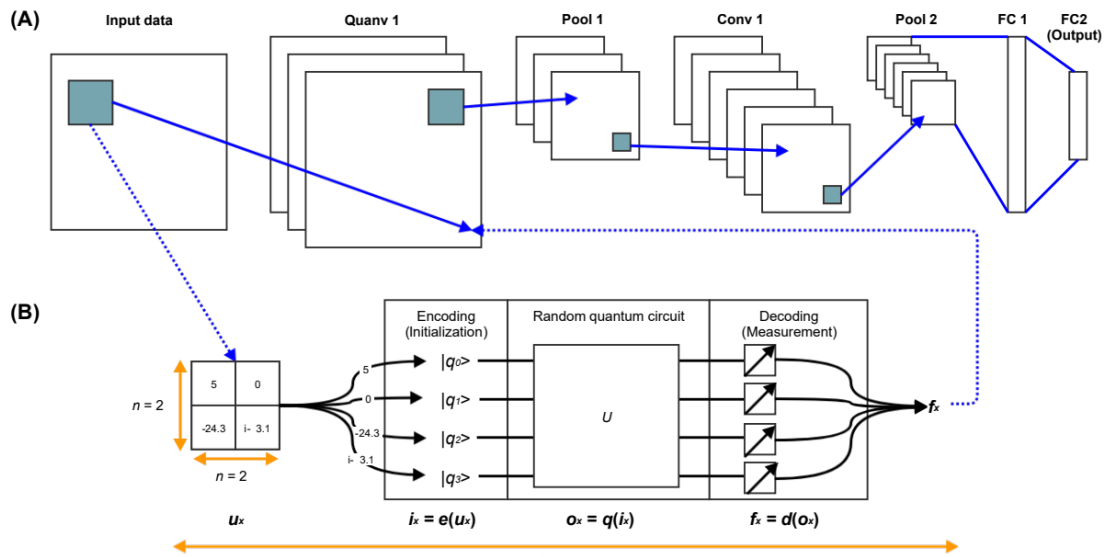 (A)
Input data
Quanv 1
Pool 1
Conv 1
Pool 2
FC 1
FC2
(Output)
(B)
Encoding
(Initialization)
Random quantum circuit
Decoding
(Measurement)
5
0
-24.3
i- 3.1
n = 2
n = 2
5
0
-24.3
i- 3.1
|q₀>
|q₁>
|q₂>
|q₃>
U
fₓ
uₓ
iₓ = e(uₓ)
oₓ = q(iₓ)
fₓ = d(oₓ)